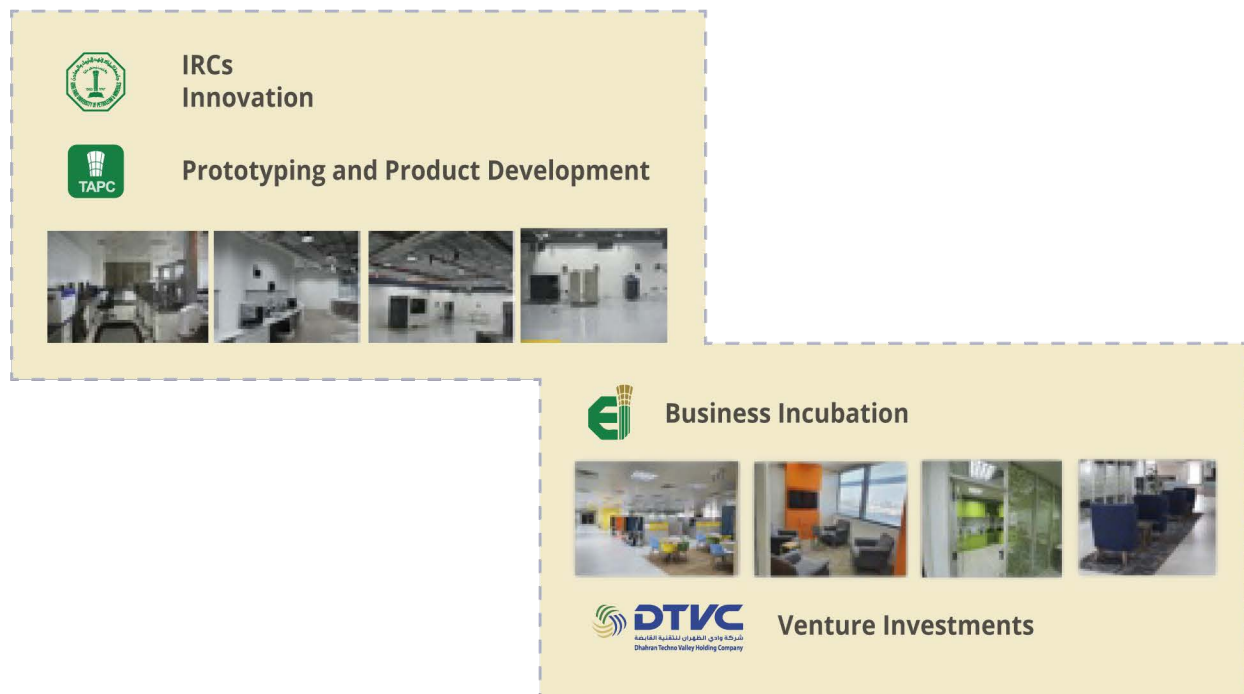 IRCs
Innovation
TAPC
Prototyping and Product Development
Business Incubation
DTVC
شركة وادي الظهران للتقنية القابضة
Dhahran Techno Valley Holding Company
Venture Investments